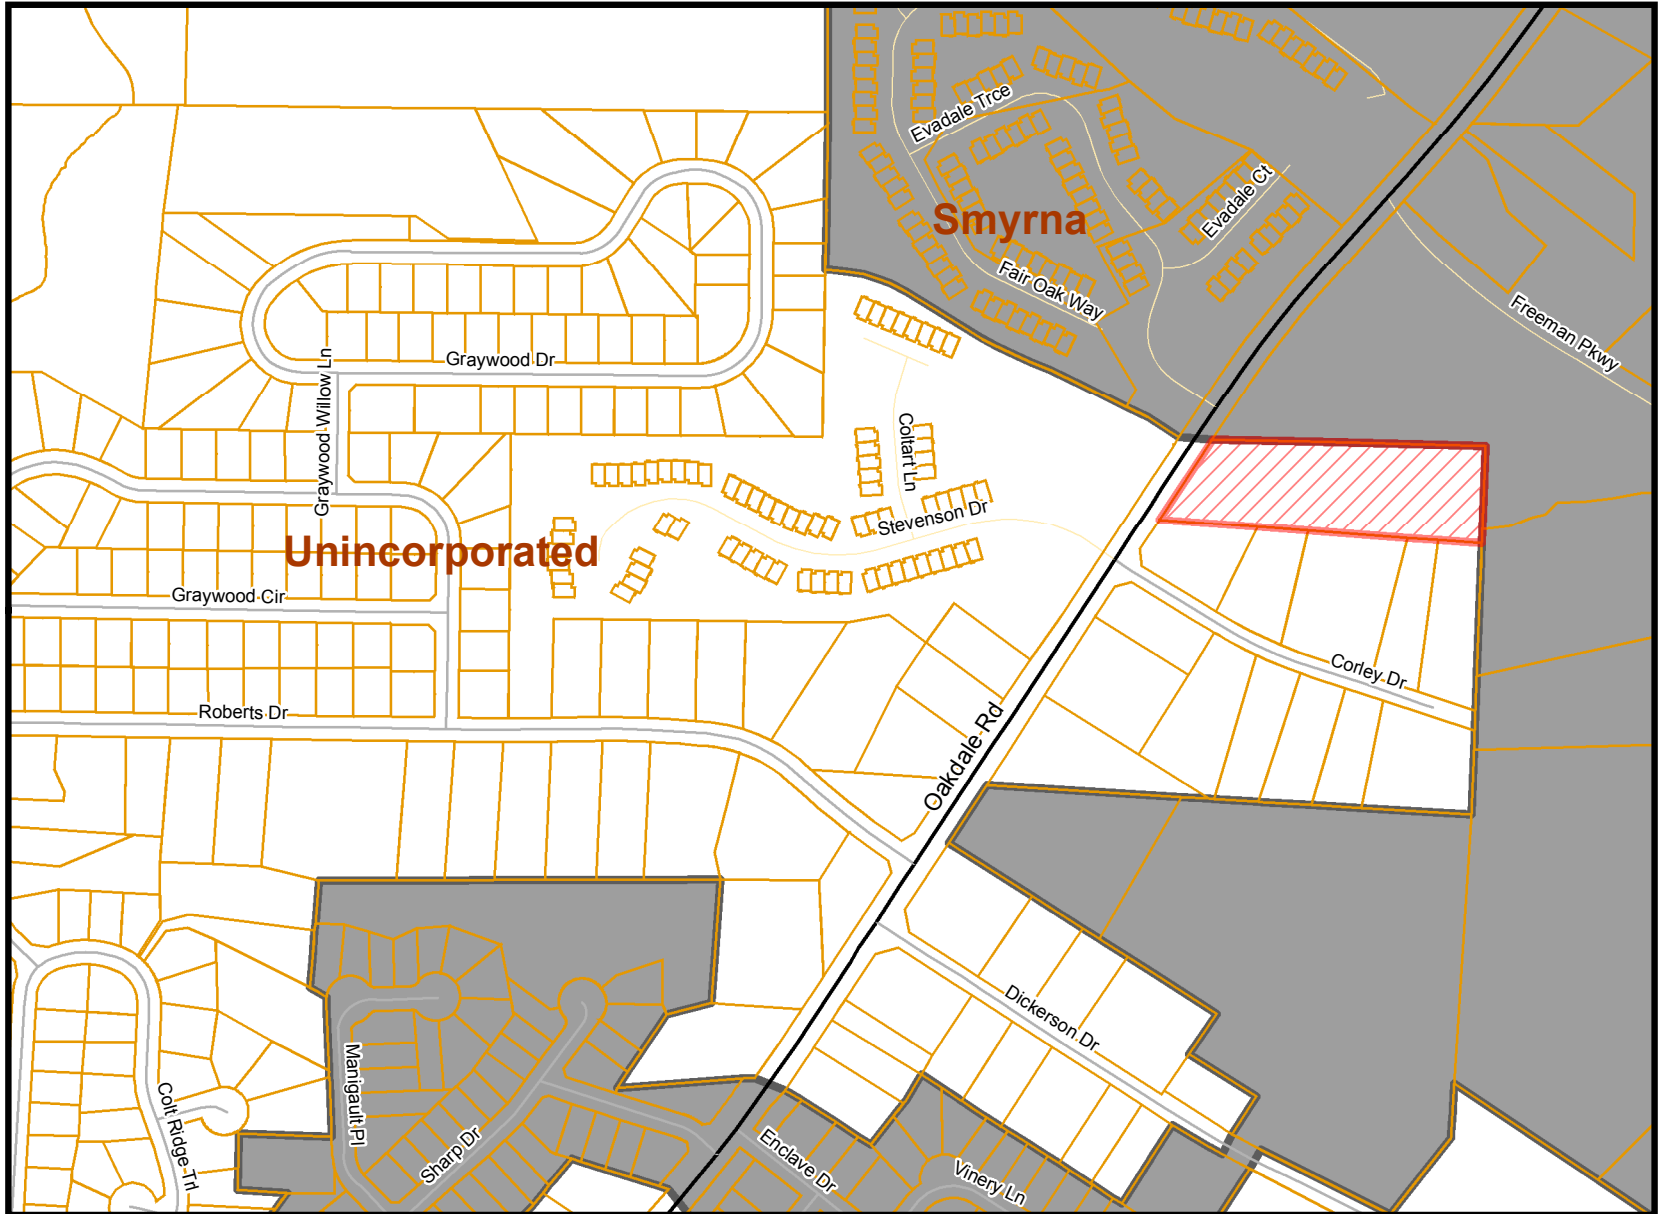 Evadale Trce
Evadale Ct
Smyrna
Fair Oak Way
Freeman Pkwy
Graywood Dr
Graywood Willow Ln
Coltart Ln
Stevenson Dr
Unincorporated
Graywood Cir
Corley Dr
Roberts Dr
Oakdale Rd
Dickerson Dr
Manigault Pl
Colt Ridge Trl
Sharp Dr
Enclave Dr
Vinery Ln